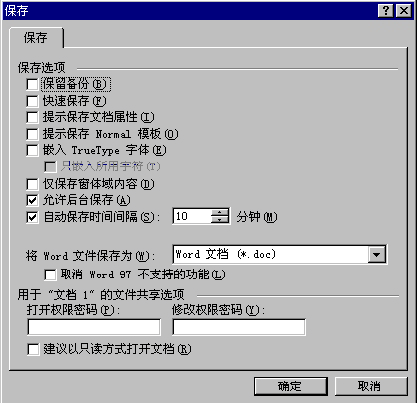 保存
保存
保存选项
保留备份(B)
快速保存(F)
提示保存文档属性(I)
提示保存 Normal 模板(O)
嵌入 TrueType 字体(E)
只嵌入所用字符(T)
仅保存窗体域内容(D)
允许后台保存(A)
自动保存时间间隔(S): 10 分钟(M)
将 Word 文件保存为(W): Word 文档 (*.doc)
取消 Word 97 不支持的功能(L)
用于“文档 1”的文件共享选项
打开权限密码(P): 修改权限密码(Y):
建议以只读方式打开文档(R)
确定 取消